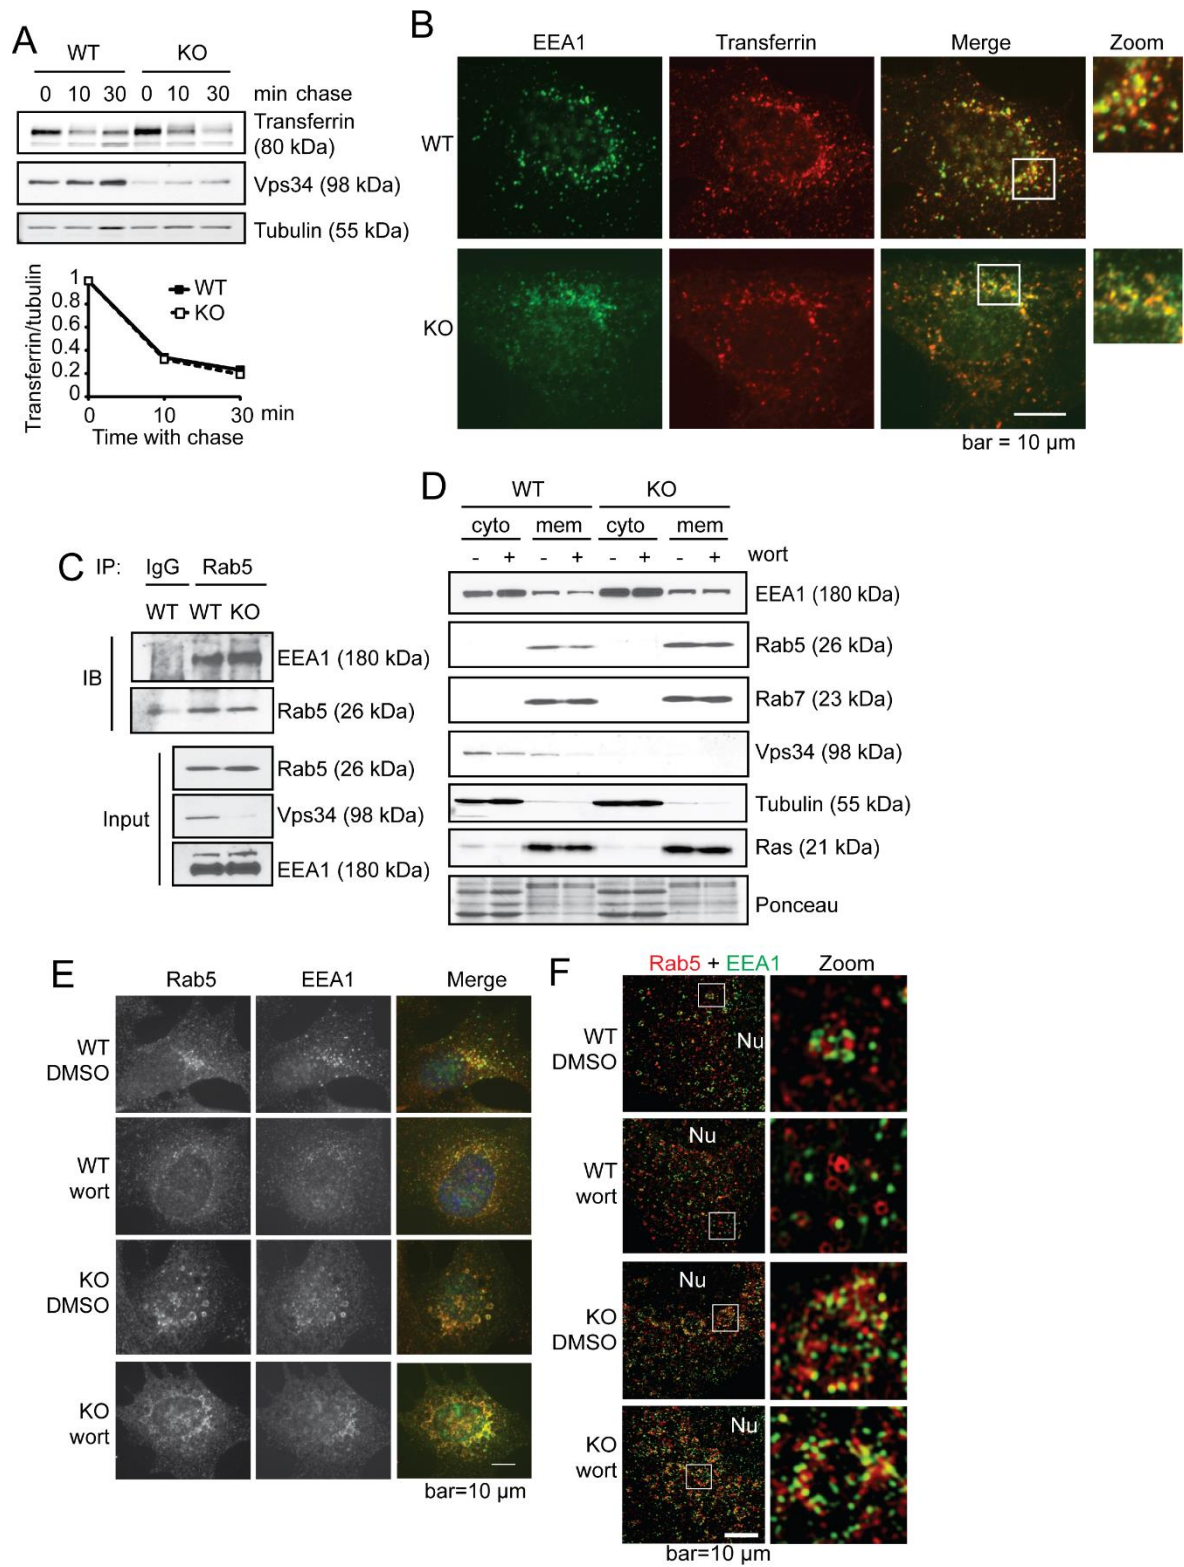 A
WT KO
0 10 30 0 10 30 min chase
Transferrin
(80 kDa)
Vps34 (98 kDa)
Tubulin (55 kDa)
Transferrin/tubulin
1
0.8
0.6
0.4
0.2
0
WT
KO
0 10 30 min
Time with chase
B
EEA1 Transferrin Merge Zoom
WT
KO
bar = 10 µm
C
IP: IgG Rab5
WT WT KO
IB
EEA1 (180 kDa)
Rab5 (26 kDa)
Input
Rab5 (26 kDa)
Vps34 (98 kDa)
EEA1 (180 kDa)
D
WT KO
cyto mem cyto mem
- + - + - + - + wort
EEA1 (180 kDa)
Rab5 (26 kDa)
Rab7 (23 kDa)
Vps34 (98 kDa)
Tubulin (55 kDa)
Ras (21 kDa)
Ponceau
E
Rab5 EEA1 Merge
WT
DMSO
WT
wort
KO
DMSO
KO
wort
bar=10 µm
F
Rab5 + EEA1 Zoom
WT
DMSO
Nu
WT
wort
Nu
KO
DMSO
Nu
KO
wort
Nu
bar=10 µm